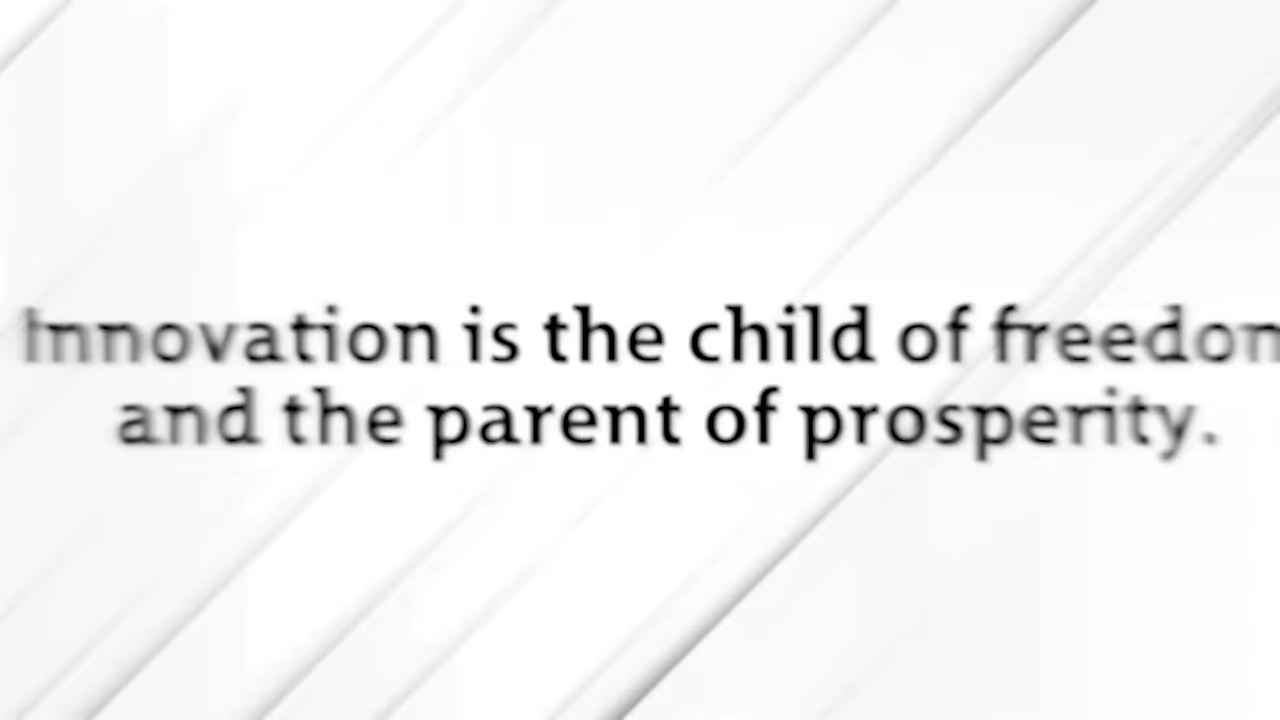 Innovation is the child of freedom
and the parent of prosperity.